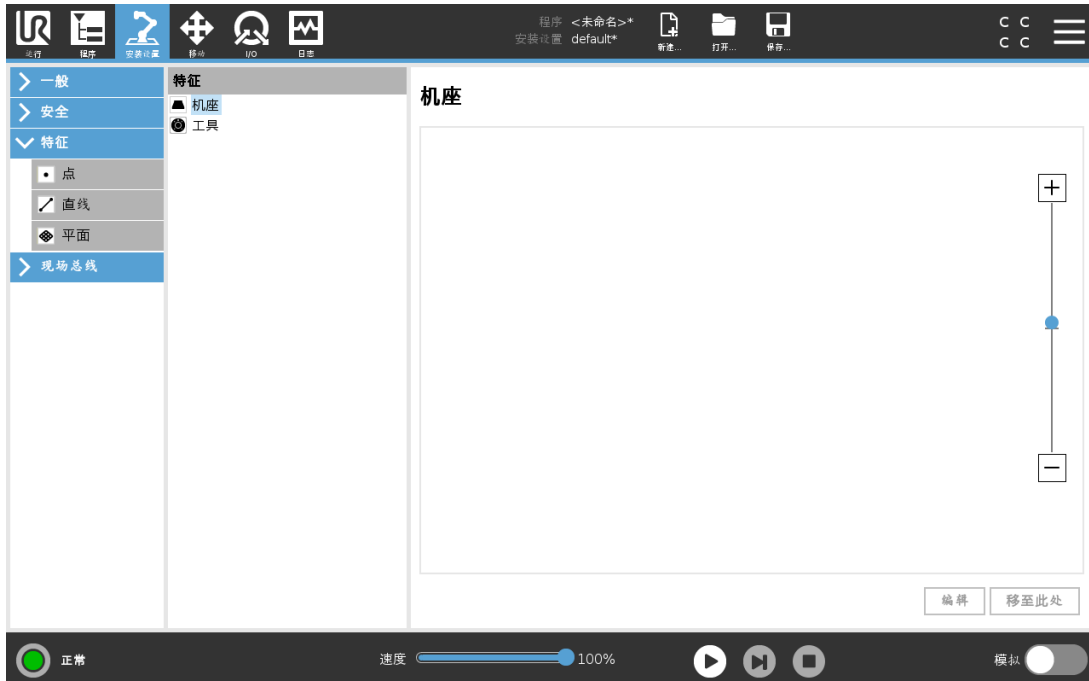 UR
运行
程序
安装设置
移动
I/O
日志
程序 <未命名>*
安装设置 default*
新建...
打开...
保存...
C C
C C
一般
安全
特征
点
直线
平面
现场总线
特征
机座
工具
机座
编辑
移至此处
正常
速度
100%
模拟